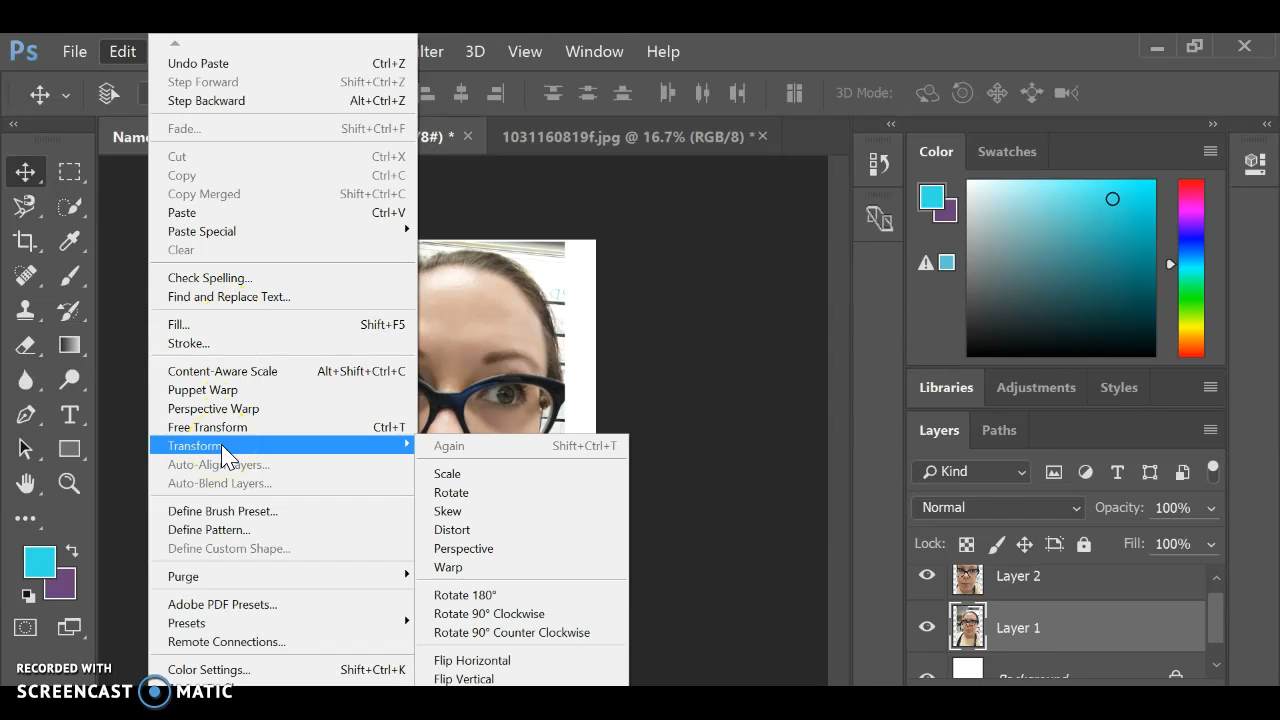 Ps File Edit lter 3D View Window Help
3D Mode:
Name /8#) * × 1031160819f.jpg @ 16.7% (RGB/8) * ×
Undo Paste Ctrl+Z
Step Forward Shift+Ctrl+Z
Step Backward Alt+Ctrl+Z
Fade... Shift+Ctrl+F
Cut Ctrl+X
Copy Ctrl+C
Copy Merged Shift+Ctrl+C
Paste Ctrl+V
Paste Special
Clear
Check Spelling...
Find and Replace Text...
Fill... Shift+F5
Stroke...
Content-Aware Scale Alt+Shift+Ctrl+C
Puppet Warp
Perspective Warp
Free Transform Ctrl+T
Transform
Auto-Align Layers...
Auto-Blend Layers...
Define Brush Preset...
Define Pattern...
Define Custom Shape...
Purge
Adobe PDF Presets...
Presets
Remote Connections...
Color Settings... Shift+Ctrl+K
Again Shift+Ctrl+T
Scale
Rotate
Skew
Distort
Perspective
Warp
Rotate 180°
Rotate 90° Clockwise
Rotate 90° Counter Clockwise
Flip Horizontal
Flip Vertical
Color Swatches
Libraries Adjustments Styles
Layers Paths
Kind
Normal Opacity: 100%
Lock: Fill: 100%
Layer 2
Layer 1
Background
RECORDED WITH
SCREENCAST MATIC